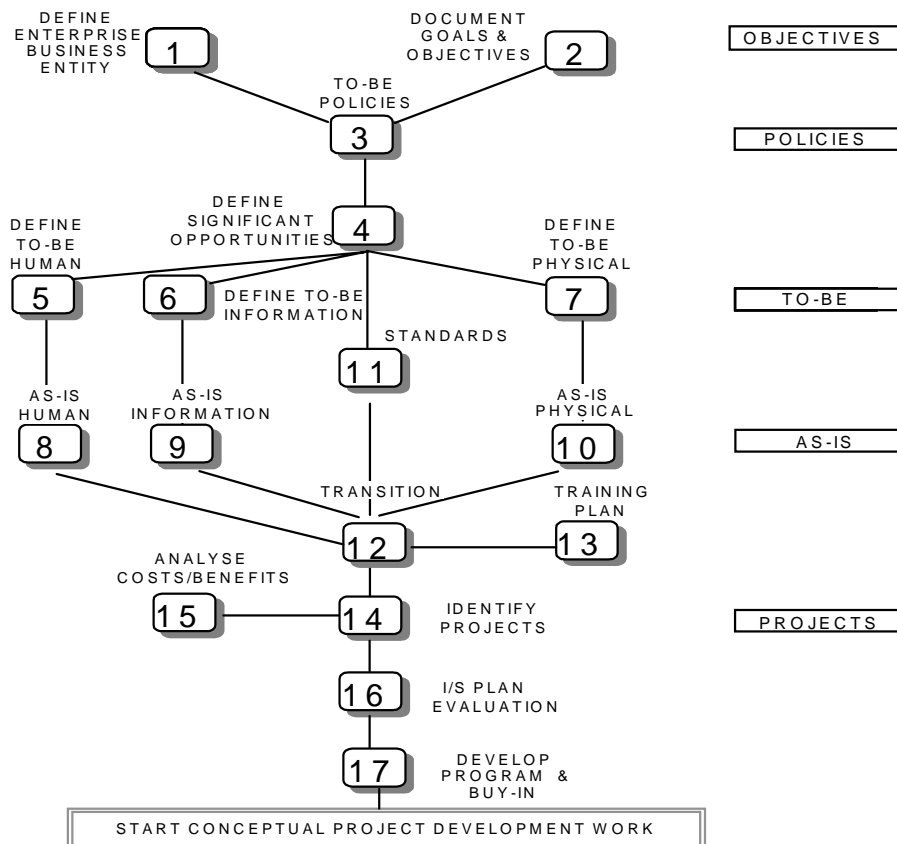 DEFINE
ENTERPRISE
BUSINESS
ENTITY
1
DOCUMENT
GOALS &
OBJECTIVES
2
OBJECTIVES
TO-BE
POLICIES
3
POLICIES
DEFINE
SIGNIFICANT
OPPORTUNITIES
4
DEFINE
TO-BE
HUMAN
5
6
DEFINE TO-BE
INFORMATION
DEFINE
TO-BE
PHYSICAL
7
TO-BE
STANDARDS
11
AS-IS
HUMAN
8
AS-IS
INFORMATION
9
AS-IS
PHYSICAL
10
AS-IS
TRANSITION
12
TRAINING
PLAN
13
ANALYSE
COSTS/BENEFITS
15
14
IDENTIFY
PROJECTS
PROJECTS
16
I/S PLAN
EVALUATION
17
DEVELOP
PROGRAM &
BUY-IN
START CONCEPTUAL PROJECT DEVELOPMENT WORK